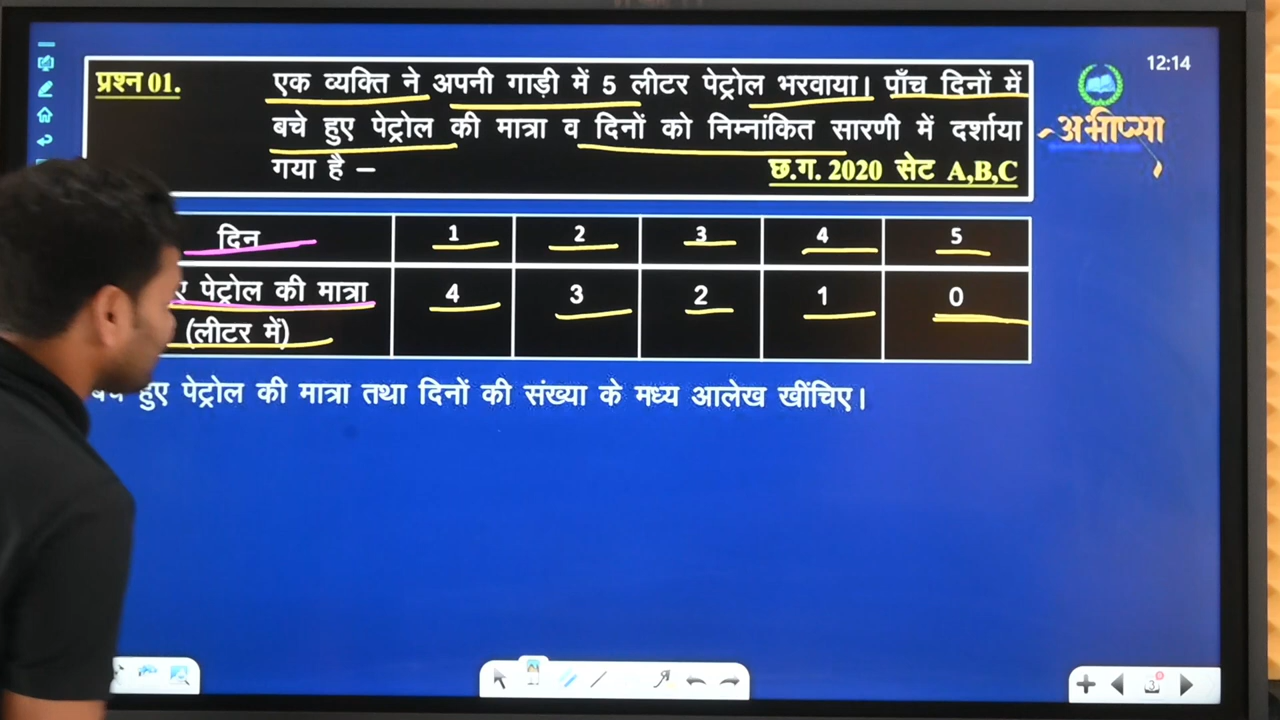 12:14
प्रश्न 01. एक व्यक्ति ने अपनी गाड़ी में 5 लीटर पेट्रोल भरवाया। पाँच दिनों में
बचे हुए पेट्रोल की मात्रा व दिनों को निम्नांकित सारणी में दर्शाया
गया है – छ.ग. 2020 सेट A,B,C
अभीप्सा
दिन 1 2 3 4 5
पेट्रोल की मात्रा 4 3 2 1 0
(लीटर में)
हुए पेट्रोल की मात्रा तथा दिनों की संख्या के मध्य आलेख खींचिए।
3